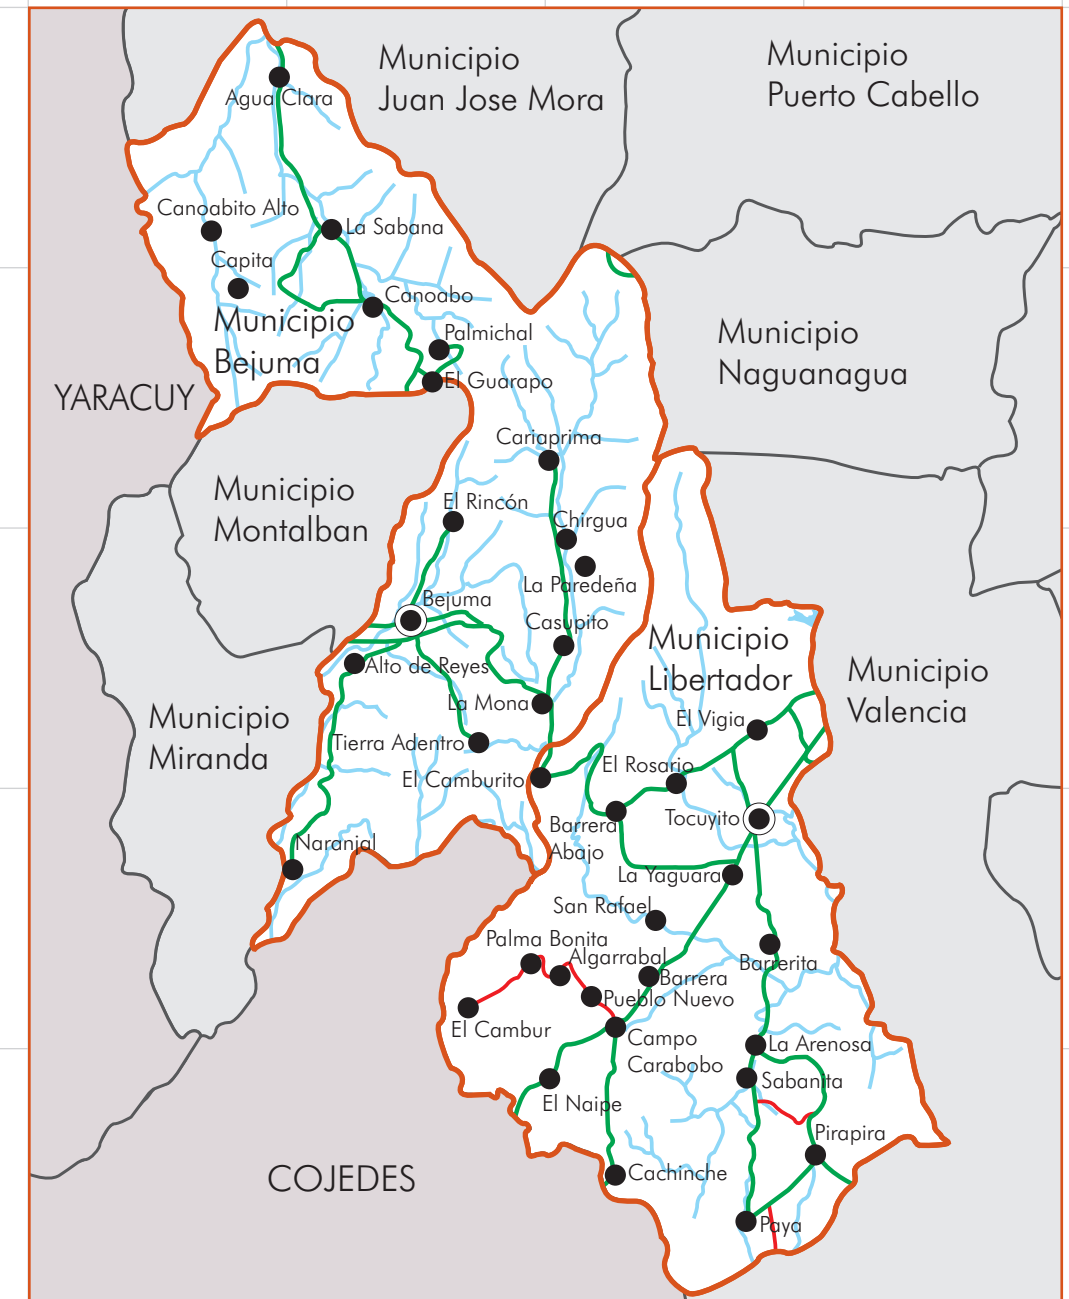 Municipio
Juan Jose Mora
Municipio
Puerto Cabello
Agua Clara
Canoabito Alto
La Sabana
Capita
Canoabo
Municipio
Bejuma
Palmichal
El Guarapo
Municipio
Naguanagua
YARACUY
Cariaprima
Municipio
Montalban
El Rincón
Chirgua
La Paredeña
Bejuma
Casupito
Municipio
Libertador
Alto de Reyes
La Mona
Municipio
Valencia
Municipio
Miranda
El Vigia
Tierra Adentro
El Camburito
El Rosario
Barrera
Abajo
Tocuyito
Naranjal
La Yaguara
San Rafael
Palma Bonita
Algarrabal
Barrera
Barrerita
Pueblo Nuevo
El Cambur
Campo
Carabobo
La Arenosa
Sabanita
El Naipe
Pirapira
COJEDES
Cachinche
Paya